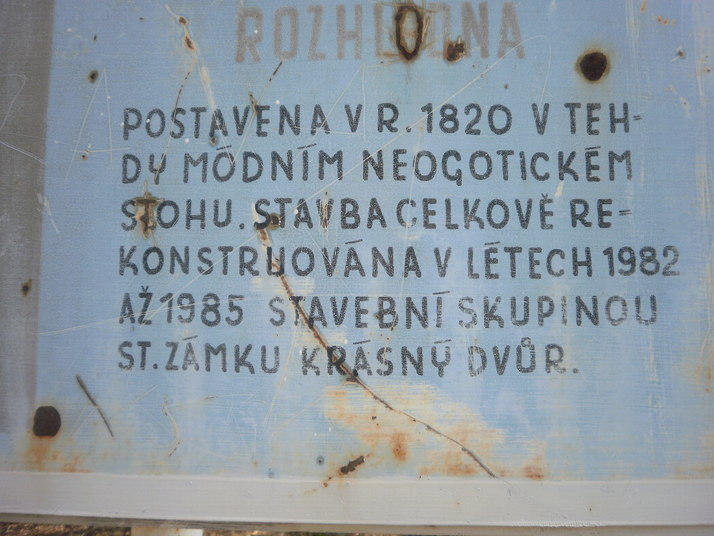 ROZHLEDNA
POSTAVENA V R. 1820 V TEH-
DY MÓDNÍM NEOGOTICKÉM
SLOHU. STAVBA CELKOVĚ RE-
KONSTRUOVÁNA V LÉTECH 1982
AŽ 1985 STAVEBNÍ SKUPINOU
ST. ZÁMKU KRÁSNÝ DVŮR.